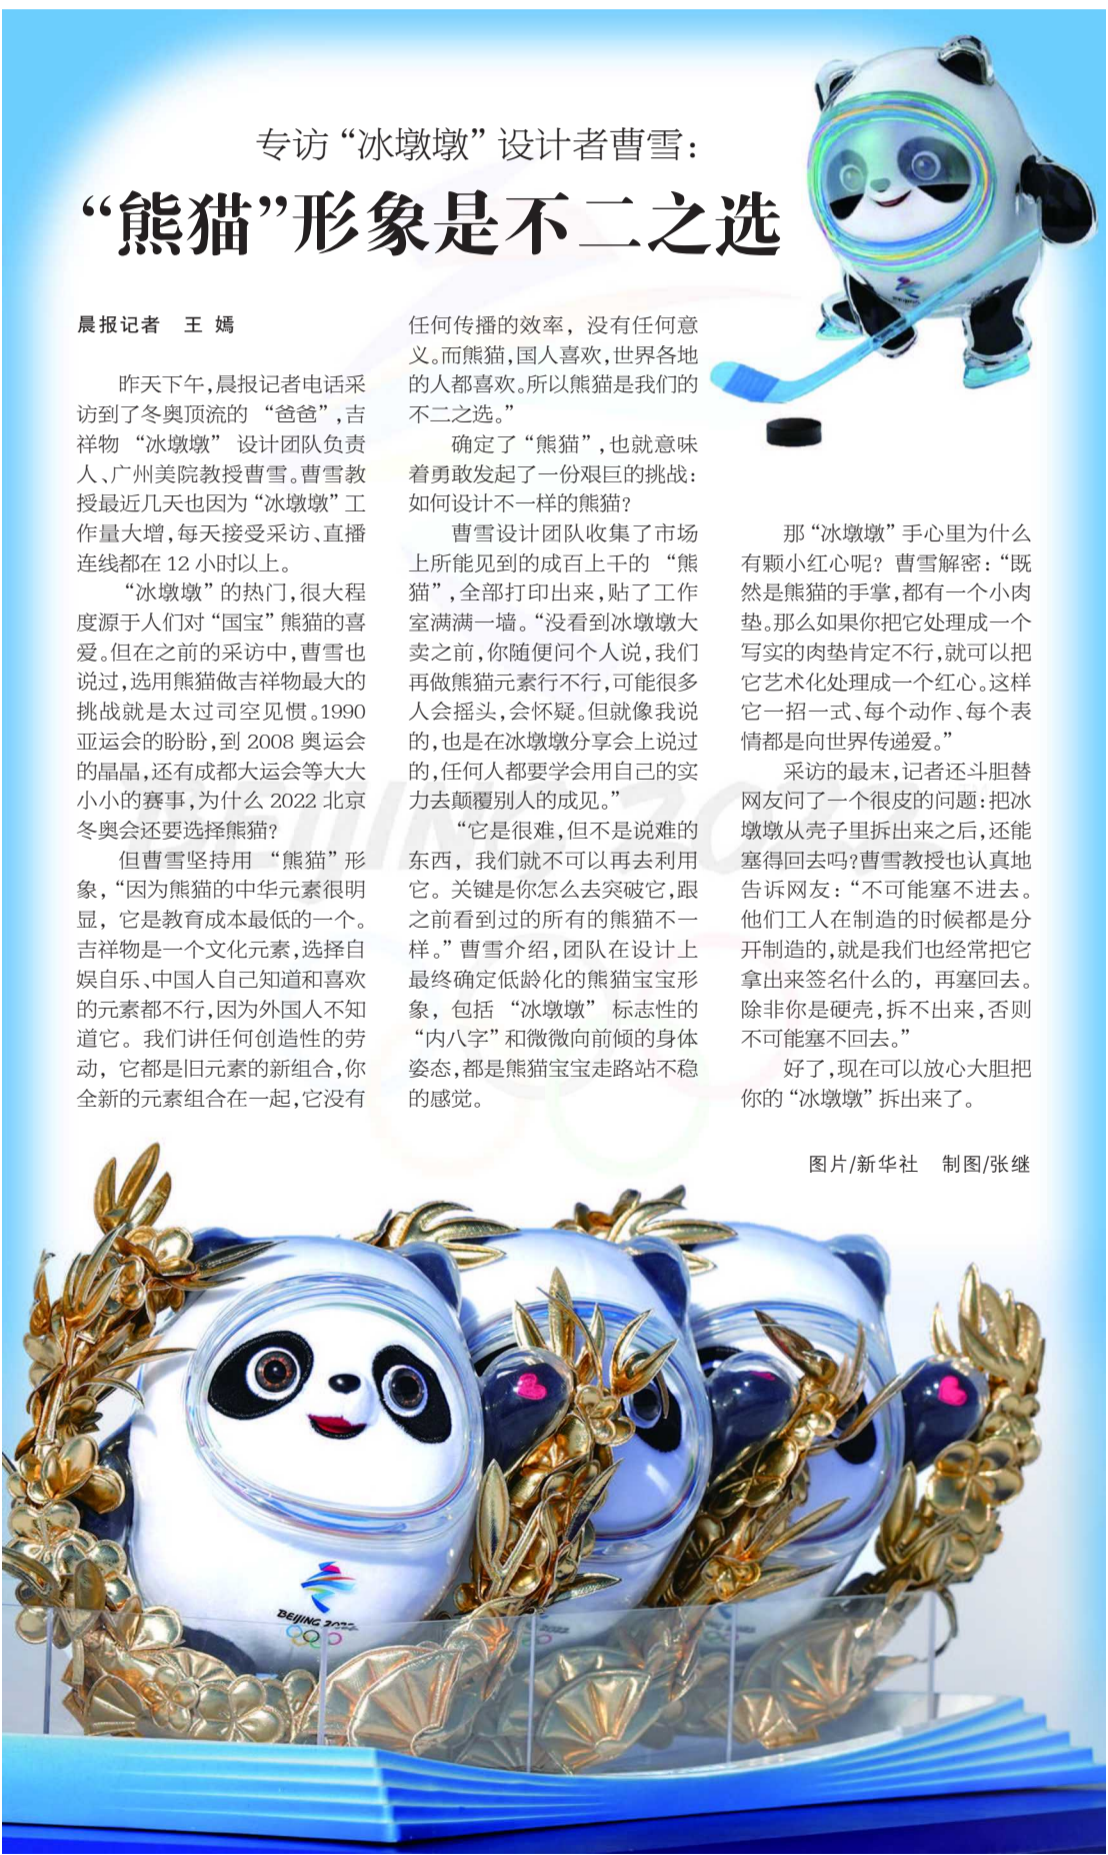 专访“冰墩墩”设计者曹雪：
“熊猫”形象是不二之选
晨报记者 王 嫣
昨天下午，晨报记者电话采
访到了冬奥顶流的 “爸爸”，吉
祥物 “冰墩墩” 设计团队负责
人、广州美院教授曹雪。曹雪教
授最近几天也因为“冰墩墩”工
作量大增，每天接受采访、直播
连线都在 12 小时以上。
“冰墩墩”的热门，很大程
度源于人们对“国宝”熊猫的喜
爱。但在之前的采访中，曹雪也
说过，选用熊猫做吉祥物最大的
挑战就是太过司空见惯。1990
亚运会的盼盼，到 2008 奥运会
的晶晶，还有成都大运会等大大
小小的赛事，为什么 2022 北京
冬奥会还要选择熊猫？
但曹雪坚持用 “熊猫”形
象，“因为熊猫的中华元素很明
显，它是教育成本最低的一个。
吉祥物是一个文化元素，选择自
娱自乐、中国人自己知道和喜欢
的元素都不行，因为外国人不知
道它。我们讲任何创造性的劳
动，它都是旧元素的新组合，你
全新的元素组合在一起，它没有
任何传播的效率，没有任何意
义。而熊猫，国人喜欢，世界各地
的人都喜欢。所以熊猫是我们的
不二之选。”
确定了“熊猫”，也就意味
着勇敢发起了一份艰巨的挑战：
如何设计不一样的熊猫？
曹雪设计团队收集了市场
上所能见到的成百上千的 “熊
猫”，全部打印出来，贴了工作
室满满一墙。“没看到冰墩墩大
卖之前，你随便问个人说，我们
再做熊猫元素行不行，可能很多
人会摇头，会怀疑。但就像我说
的，也是在冰墩墩分享会上说过
的，任何人都要学会用自己的实
力去颠覆别人的成见。”
“它是很难，但不是说难的
东西，我们就不可以再去利用
它。关键是你怎么去突破它，跟
之前看到过的所有的熊猫不一
样。”曹雪介绍，团队在设计上
最终确定低龄化的熊猫宝宝形
象，包括 “冰墩墩” 标志性的
“内八字”和微微向前倾的身体
姿态，都是熊猫宝宝走路站不稳
的感觉。
那“冰墩墩”手心里为什么
有颗小红心呢？曹雪解密：“既
然是熊猫的手掌，都有一个小肉
垫。那么如果你把它处理成一个
写实的肉垫肯定不行，就可以把
它艺术化处理成一个红心。这样
它一招一式、每个动作、每个表
情都是向世界传递爱。”
采访的最末，记者还斗胆替
网友问了一个很皮的问题：把冰
墩墩从壳子里拆出来之后，还能
塞得回去吗？曹雪教授也认真地
告诉网友：“不可能塞不进去。
他们工人在制造的时候都是分
开制造的，就是我们也经常把它
拿出来签名什么的，再塞回去。
除非你是硬壳，拆不出来，否则
不可能塞不回去。”
好了，现在可以放心大胆把
你的“冰墩墩”拆出来了。
图片/新华社 制图/张继
BEIJING 2022
BEIJING 2022